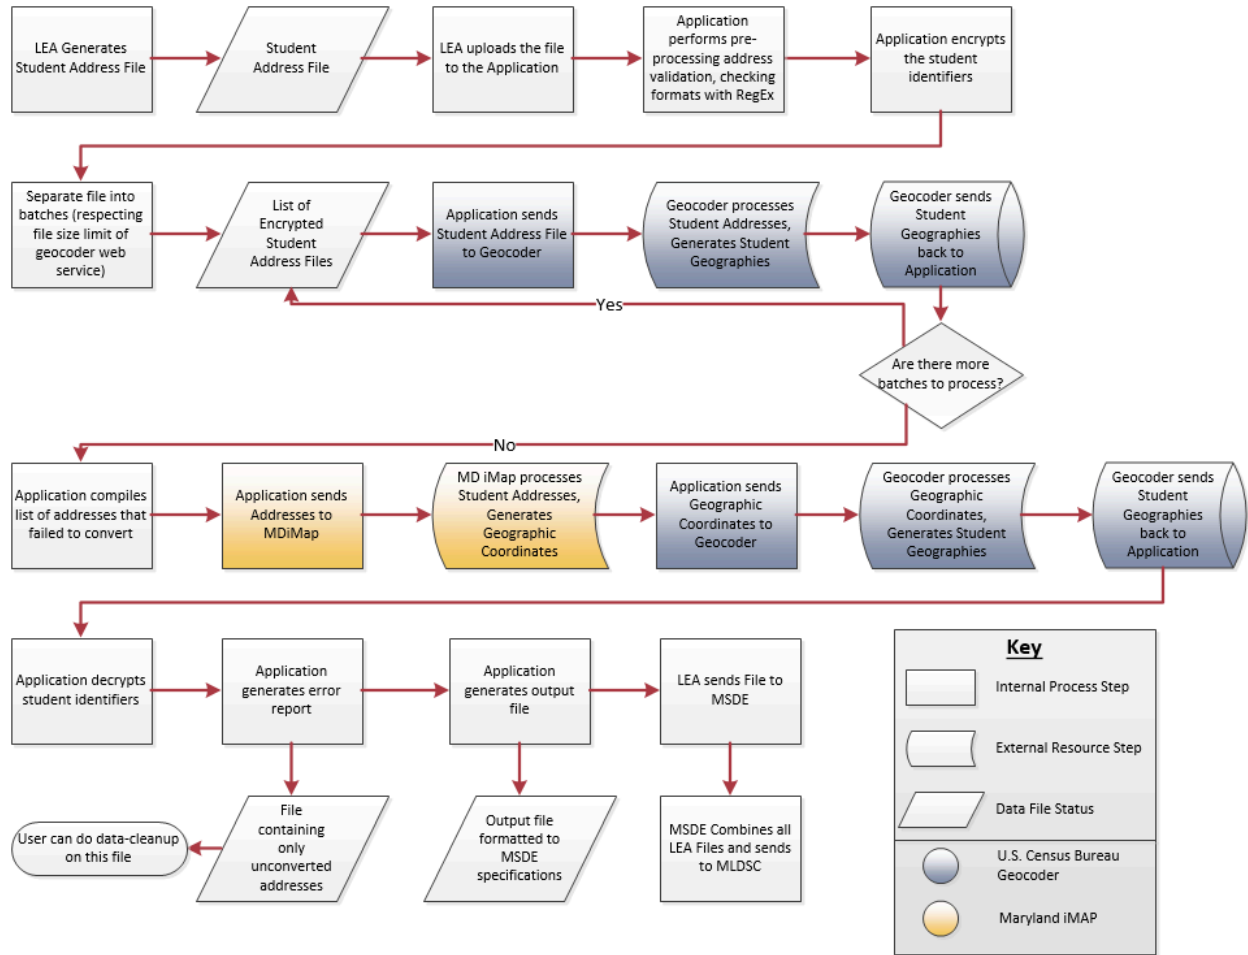 LEA Generates
Student Address File
Student
Address File
LEA uploads the file
to the Application
Application
performs pre-
processing address
validation, checking
formats with RegEx
Application encrypts
the student
identifiers
Separate file into
batches (respecting
file size limit of
geocoder web
service)
List of
Encrypted
Student
Address Files
Application sends
Student Address File
to Geocoder
Geocoder processes
Student Addresses,
Generates Student
Geographies
Geocoder sends
Student
Geographies
back to
Application
Yes
Are there more
batches to process?
No
Application compiles
list of addresses that
failed to convert
Application sends
Addresses to
MDiMap
MD iMap processes
Student Addresses,
Generates
Geographic
Coordinates
Application sends
Geographic
Coordinates to
Geocoder
Geocoder processes
Geographic
Coordinates,
Generates Student
Geographies
Geocoder sends
Student
Geographies
back to
Application
Application decrypts
student identifiers
Application
generates error
report
Application
generates output
file
LEA sends File to
MSDE
User can do data-cleanup
on this file
File
containing
only
unconverted
addresses
Output file
formatted to
MSDE
specifications
MSDE Combines all
LEA Files and sends
to MLDSC
Key
Internal Process Step
External Resource Step
Data File Status
U.S. Census Bureau
Geocoder
Maryland iMAP